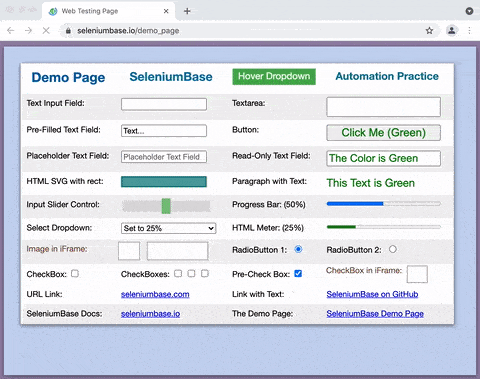 Web Testing Page
seleniumbase.io/demo_page
Demo Page SeleniumBase Hover Dropdown Automation Practice
Text Input Field: Textarea:
Pre-Filled Text Field: Text... Button: Click Me (Green)
Placeholder Text Field: Placeholder Text Field Read-Only Text Field: The Color is Green
HTML SVG with rect: Paragraph with Text: This Text is Green
Input Slider Control: Progress Bar: (50%)
Select Dropdown: Set to 25% HTML Meter: (25%)
Image in iFrame: RadioButton 1: RadioButton 2:
CheckBox: CheckBoxes: Pre-Check Box: CheckBox in iFrame:
URL Link: seleniumbase.com Link with Text: SeleniumBase on GitHub
SeleniumBase Docs: seleniumbase.io The Demo Page: SeleniumBase Demo Page